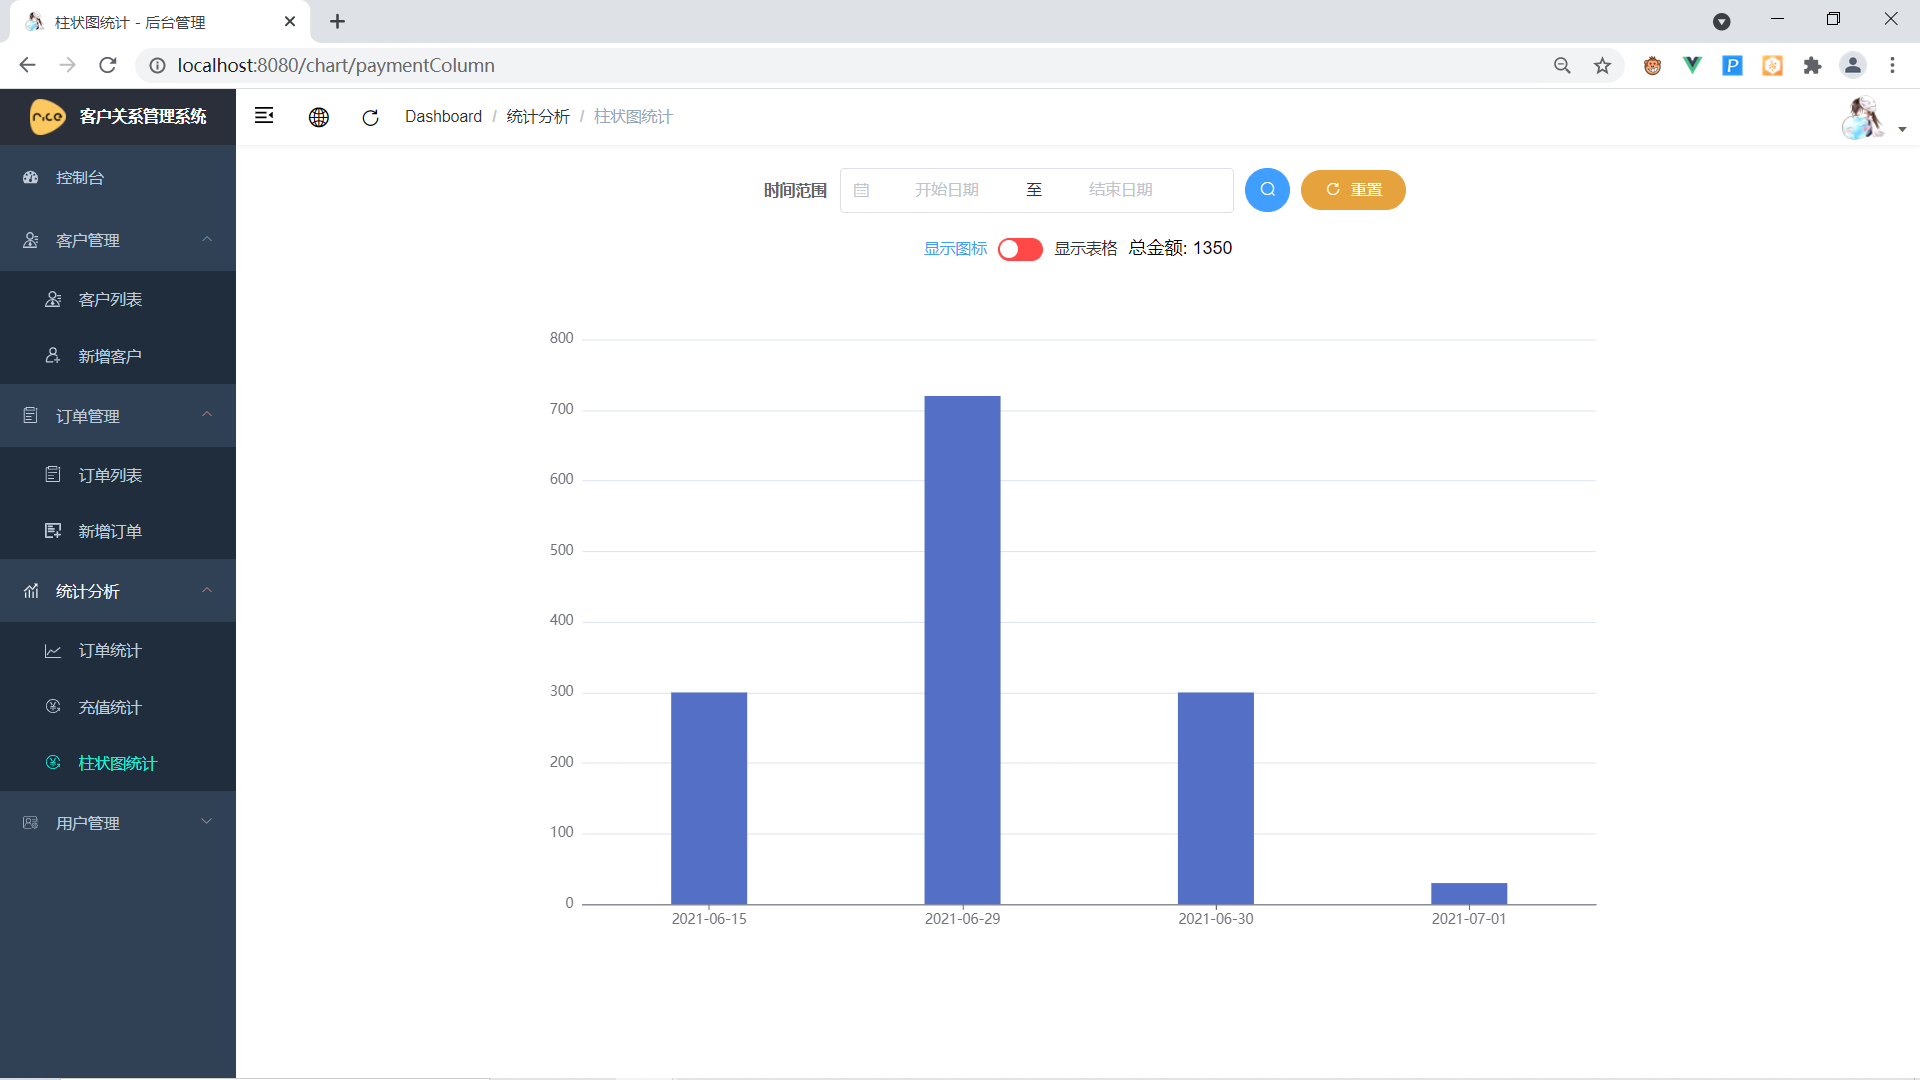 柱状图统计 - 后台管理
localhost:8080/chart/paymentColumn
nice 客户关系管理系统
Dashboard / 统计分析 / 柱状图统计
控制台
客户管理
客户列表
新增客户
订单管理
订单列表
新增订单
统计分析
订单统计
充值统计
柱状图统计
用户管理
时间范围 开始日期 至 结束日期 重置
显示图标 显示表格 总金额: 1350
800
700
600
500
400
300
200
100
0
2021-06-15 2021-06-29 2021-06-30 2021-07-01